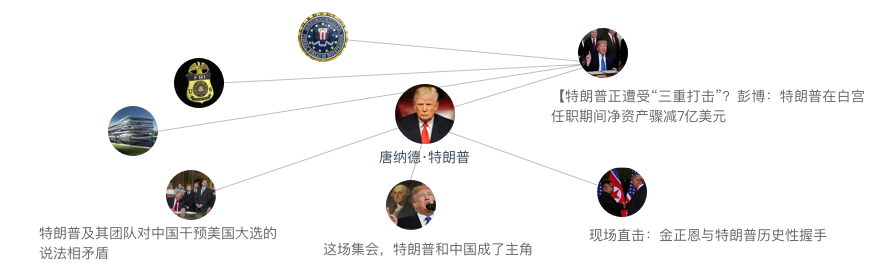 FBI
【特朗普正遭受“三重打击”？彭博：特朗普在白宫
任职期间净资产骤减7亿美元
唐纳德·特朗普
特朗普及其团队对中国干预美国大选的
说法相矛盾
这场集会，特朗普和中国成了主角
现场直击：金正恩与特朗普历史性握手